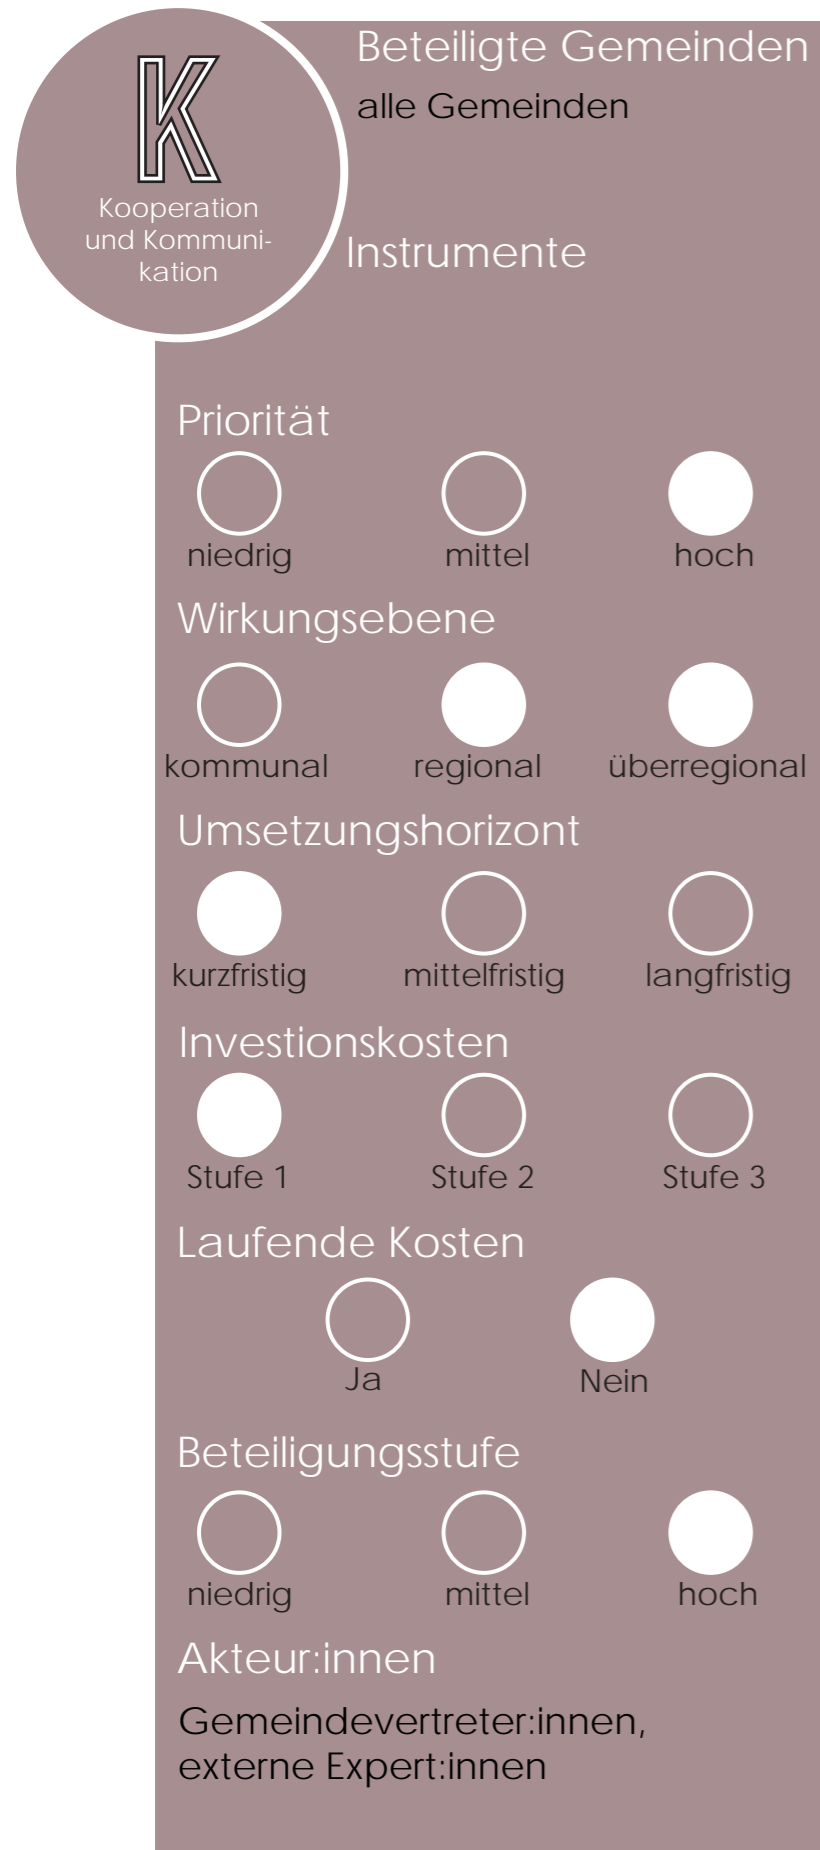 K
Kooperation
und Kommuni-
kation
Beteiligte Gemeinden
alle Gemeinden
Instrumente
Priorität
niedrig mittel hoch
Wirkungsebene
kommunal regional überregional
Umsetzungshorizont
kurzfristig mittelfristig langfristig
Investionskosten
Stufe 1 Stufe 2 Stufe 3
Laufende Kosten
Ja Nein
Beteiligungsstufe
niedrig mittel hoch
Akteur:innen
Gemeindevertreter:innen,
externe Expert:innen